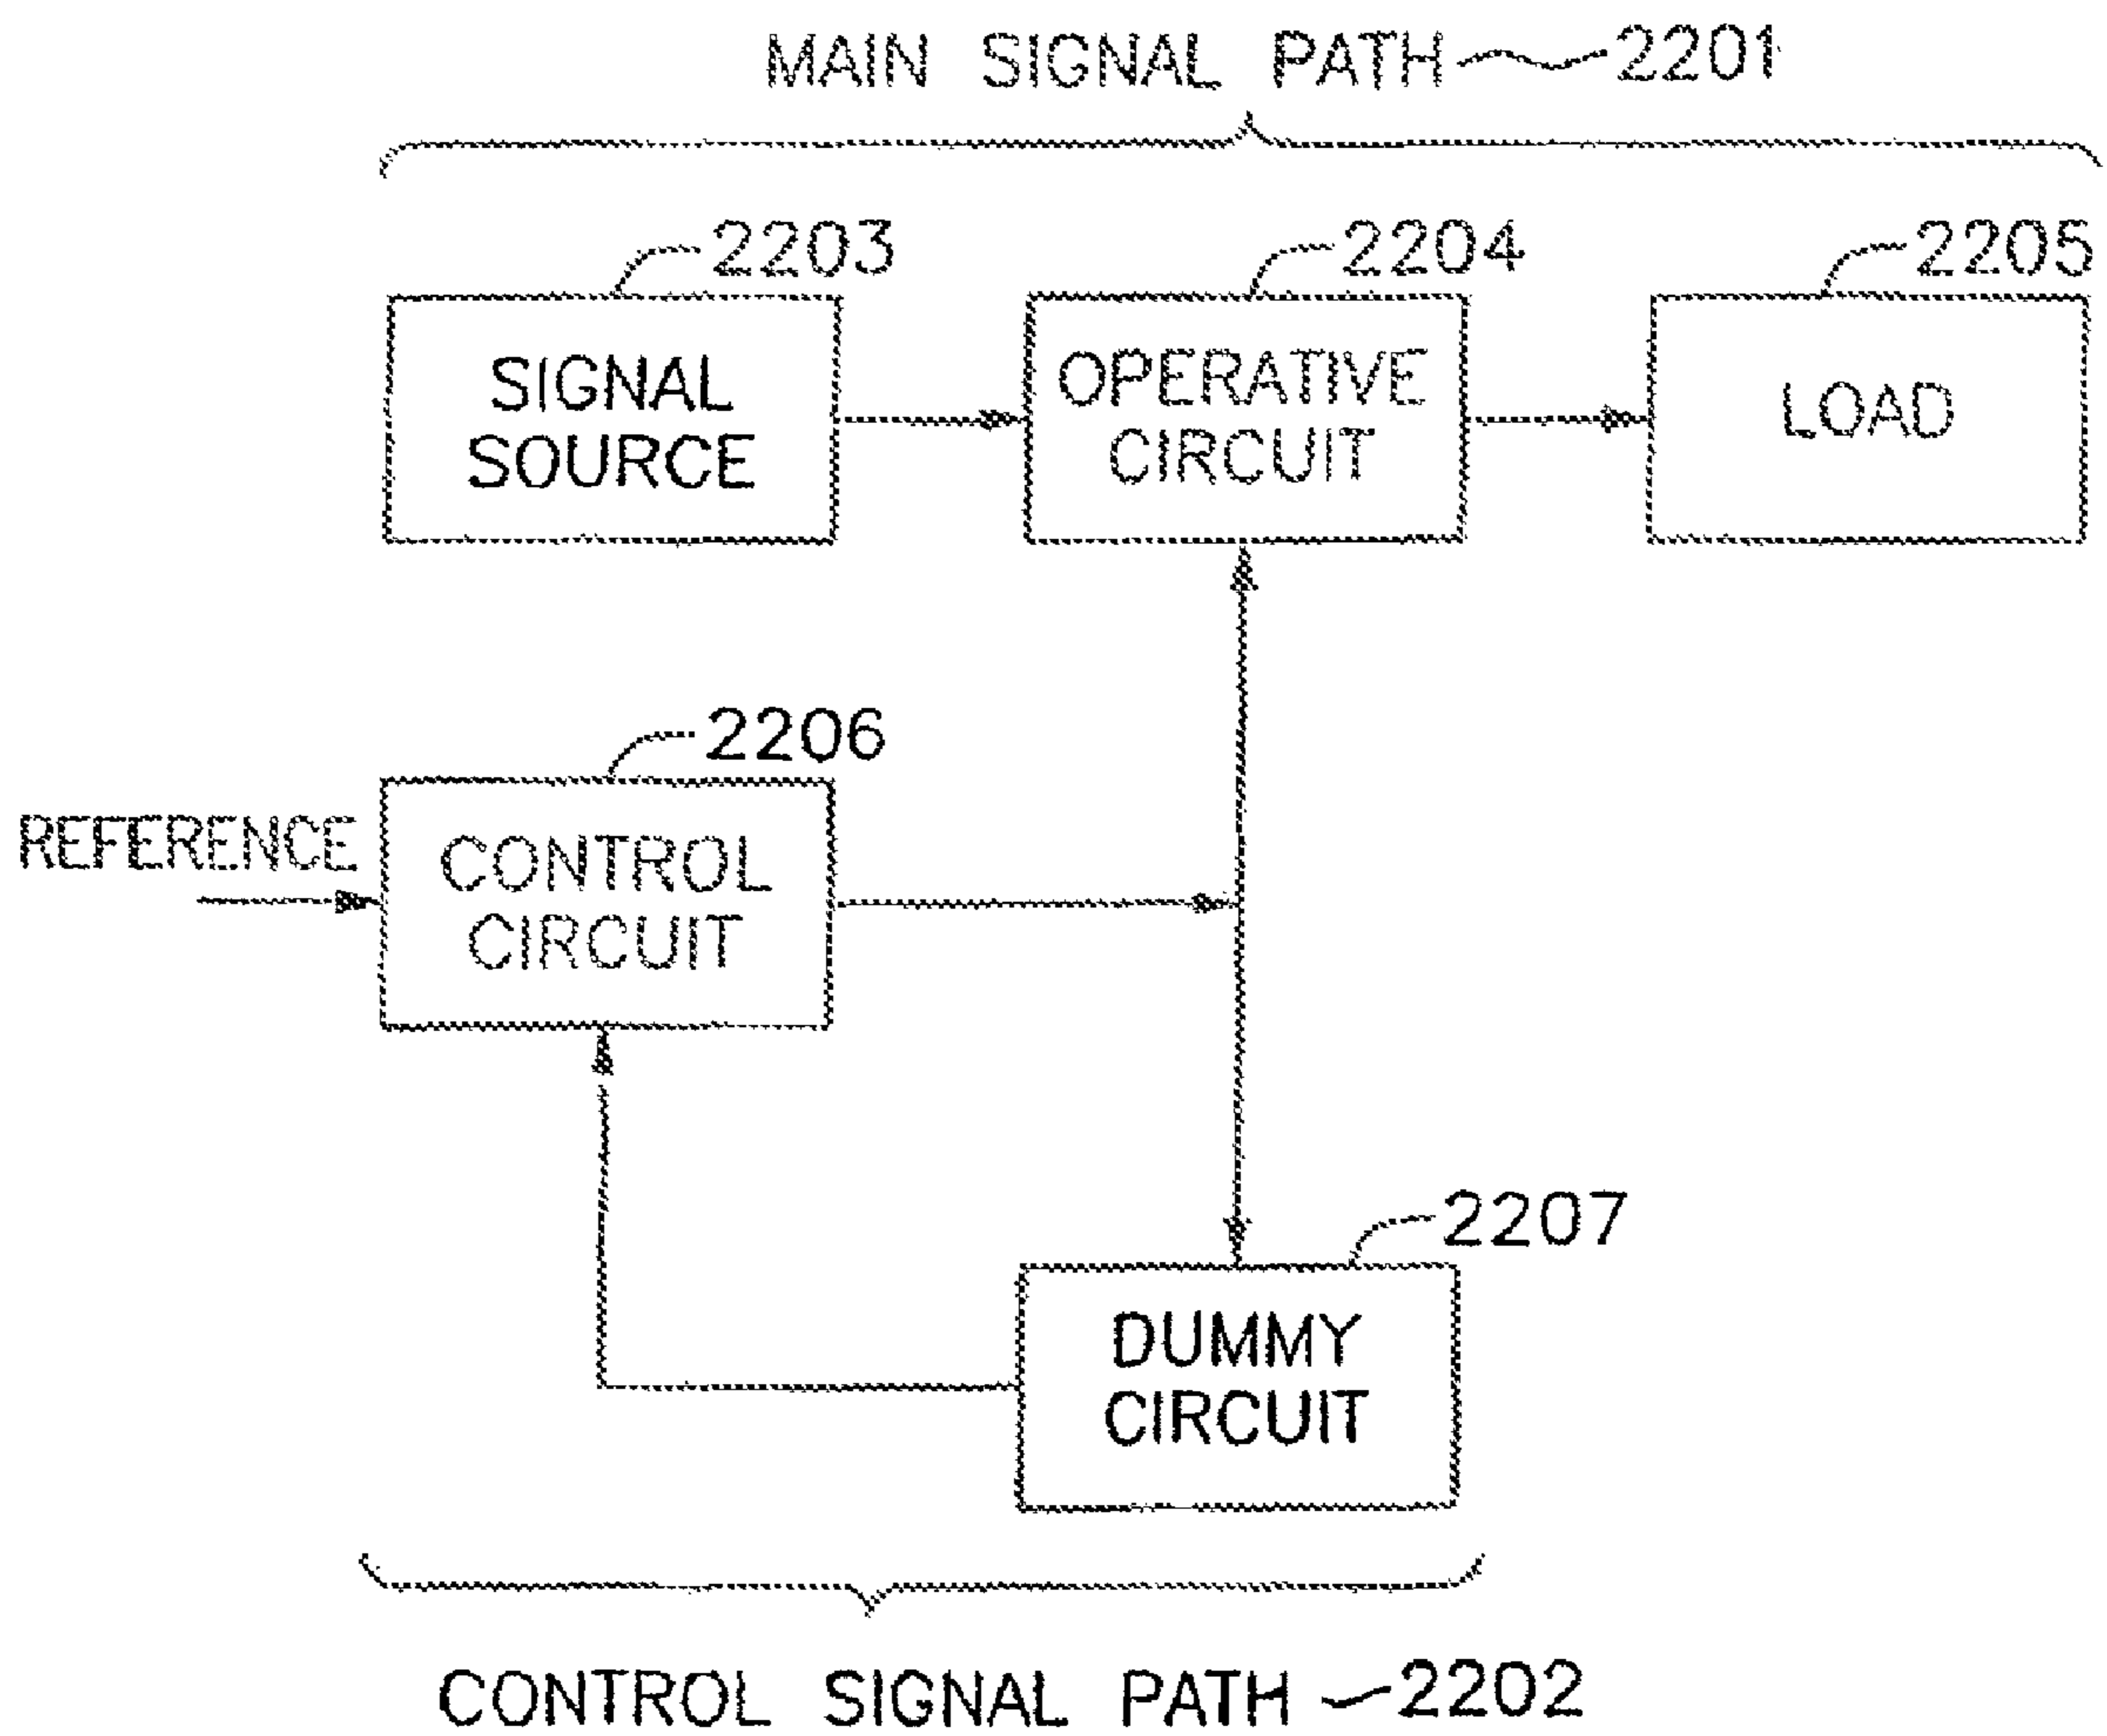 MAIN SIGNAL PATH 2201
2203
2204
2205
SIGNAL
SOURCE
OPERATIVE
CIRCUIT
LOAD
2206
REFERENCE
CONTROL
CIRCUIT
2207
DUMMY
CIRCUIT
CONTROL SIGNAL PATH 2202